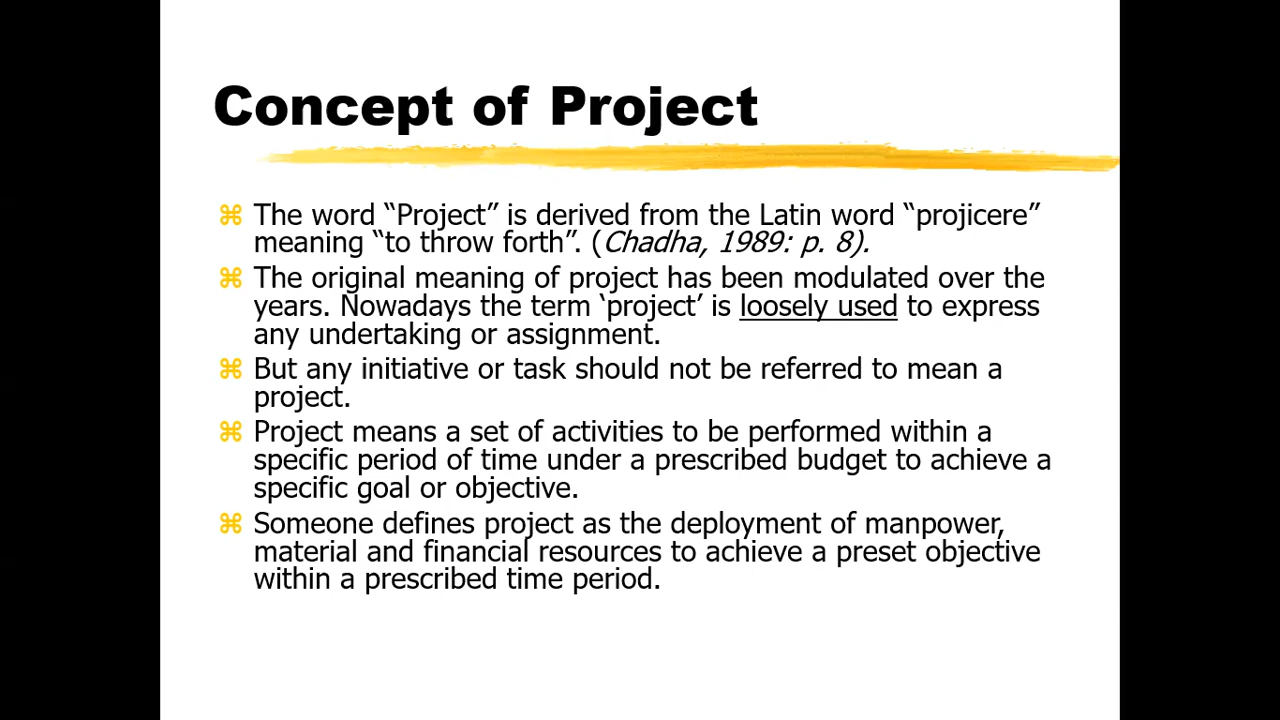 Concept of Project
⌘ The word “Project” is derived from the Latin word “projicere”
meaning “to throw forth”. (Chadha, 1989: p. 8).
⌘ The original meaning of project has been modulated over the
years. Nowadays the term ‘project’ is loosely used to express
any undertaking or assignment.
⌘ But any initiative or task should not be referred to mean a
project.
⌘ Project means a set of activities to be performed within a
specific period of time under a prescribed budget to achieve a
specific goal or objective.
⌘ Someone defines project as the deployment of manpower,
material and financial resources to achieve a preset objective
within a prescribed time period.